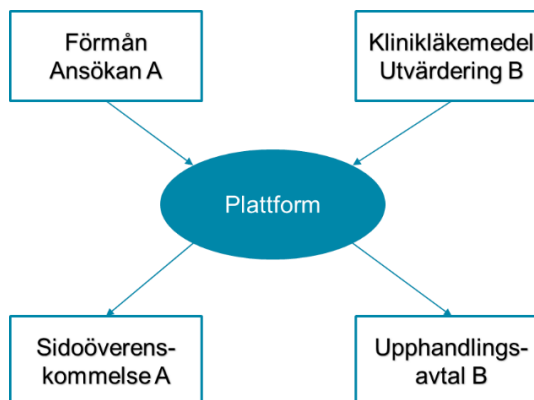 Förmån
Ansökan A
Klinikläkemedel
Utvärdering B
Plattform
Sidoöverens-
kommelse A
Upphandlings-
avtal B